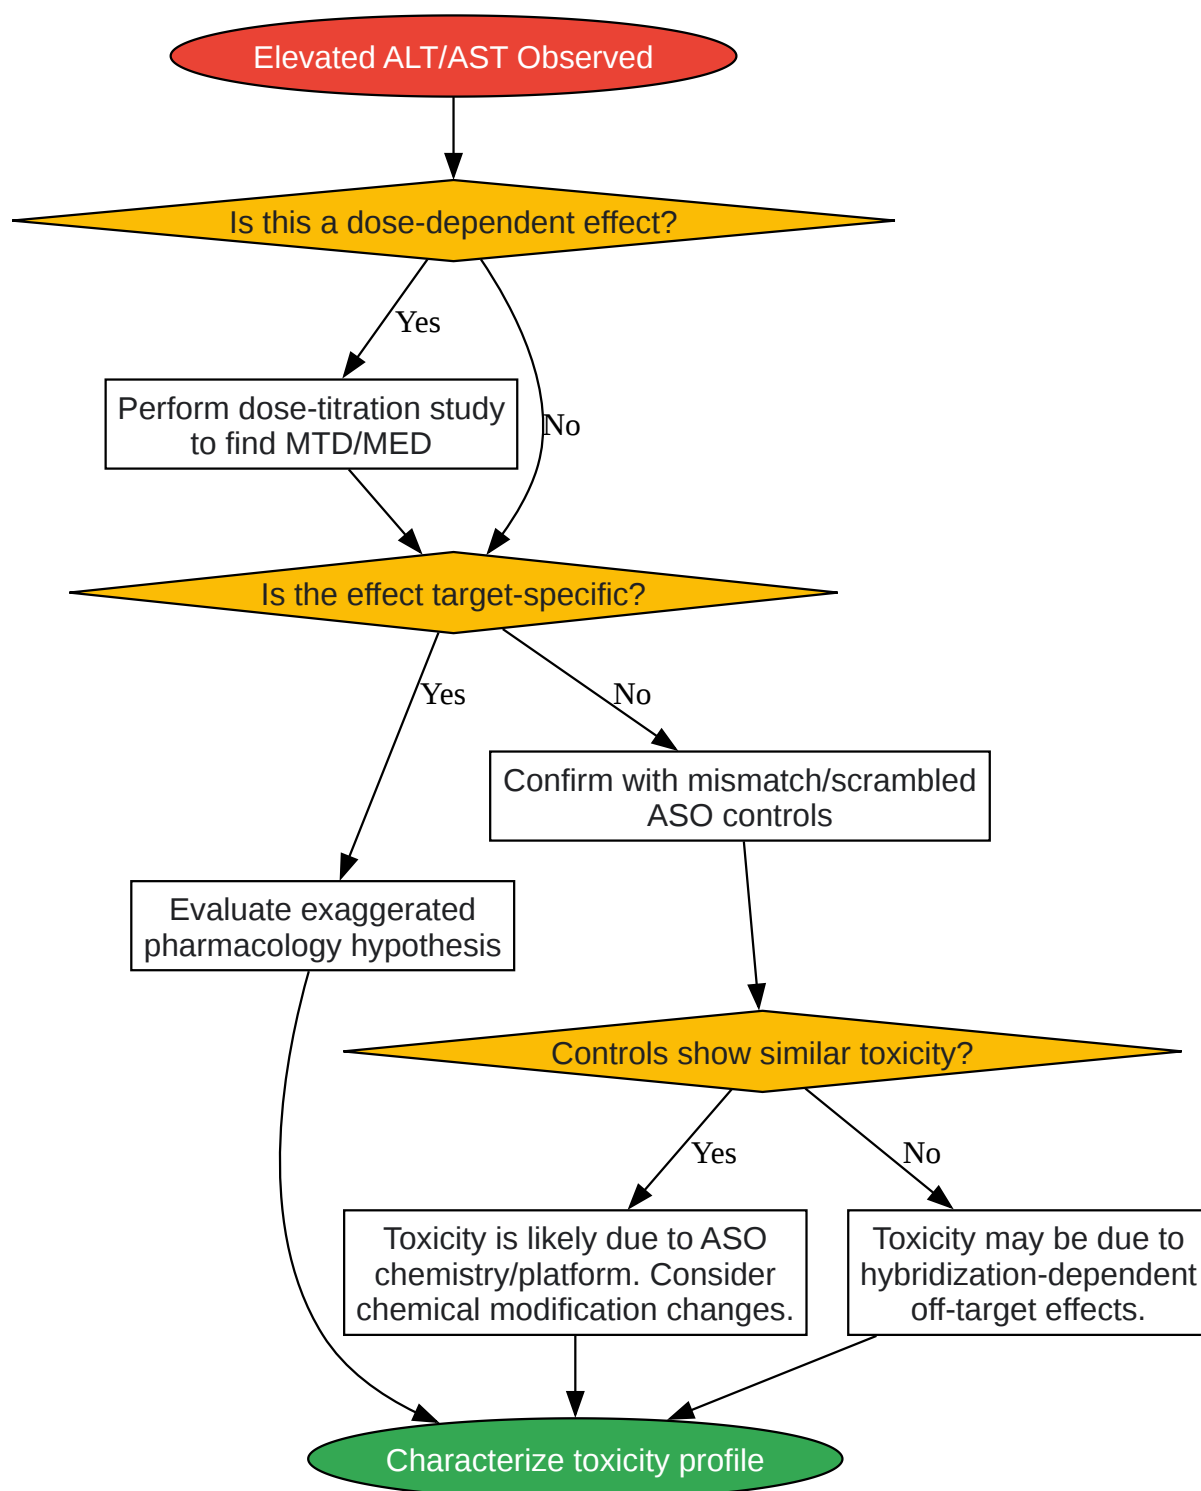 Elevated ALT/AST Observed
Is this a dose-dependent effect?
Yes
Perform dose-titration study
to find MTD/MED
No
Is the effect target-specific?
Yes
No
Confirm with mismatch/scrambled
ASO controls
Evaluate exaggerated
pharmacology hypothesis
Controls show similar toxicity?
Yes
No
Toxicity is likely due to ASO
chemistry/platform. Consider
chemical modification changes.
Toxicity may be due to
hybridization-dependent
off-target effects.
Characterize toxicity profile